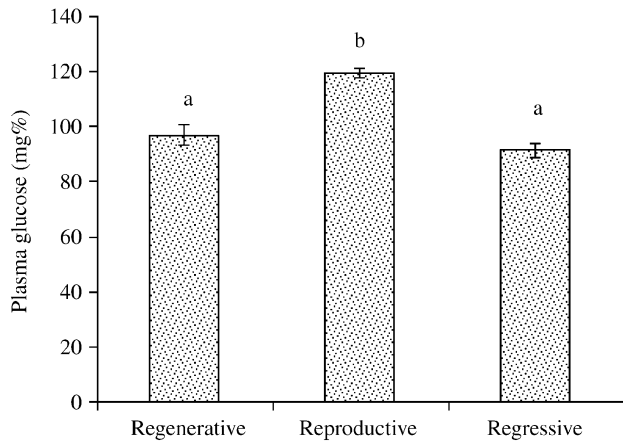 140
120
100
80
60
40
20
0
Plasma glucose (mg%)
a
b
a
Regenerative
Reproductive
Regressive